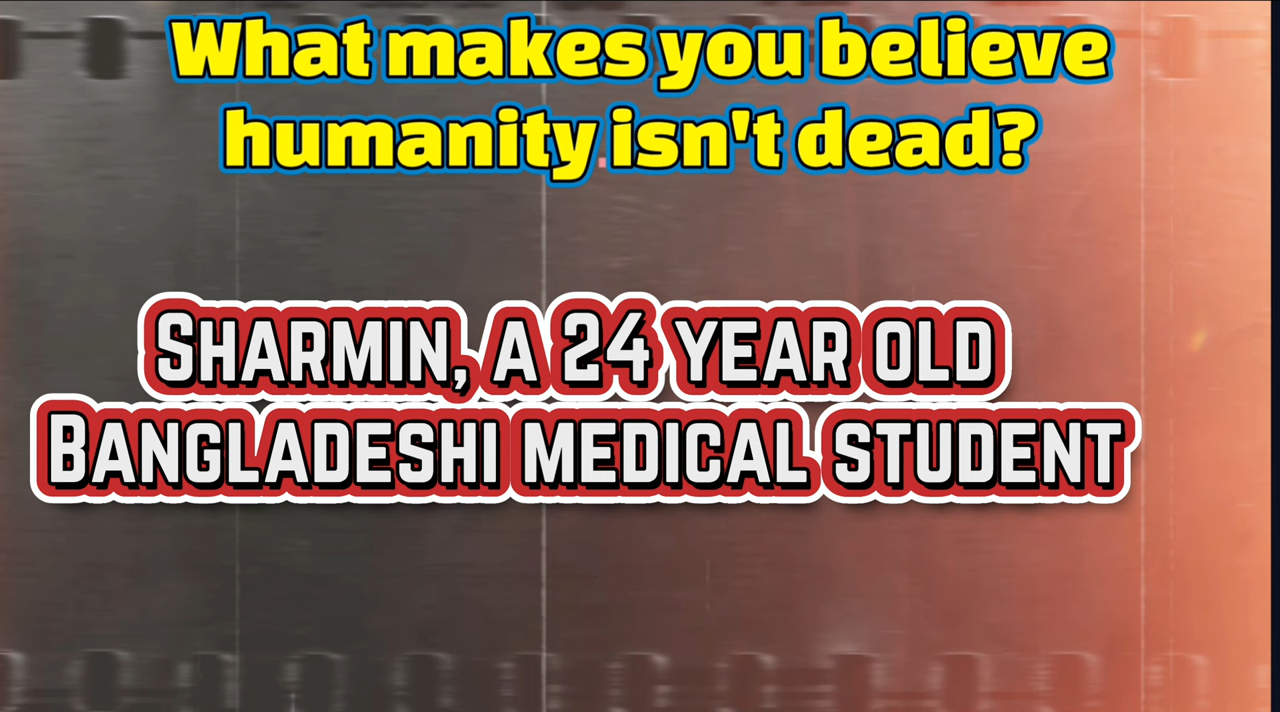 What makes you believe
humanity isn't dead?
Sharmin, a 24 year old
Bangladeshi medical student